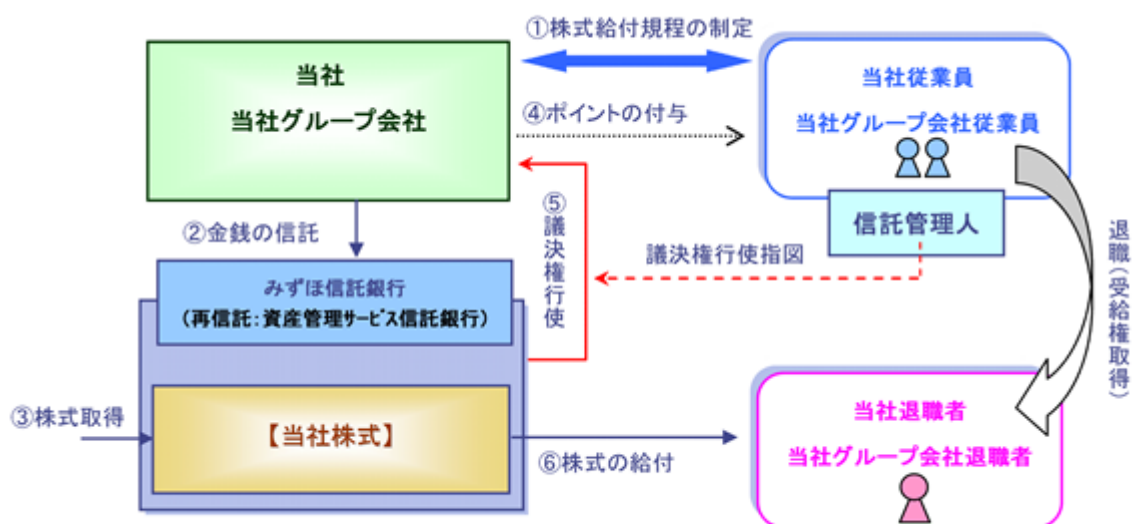 ①株式給付規程の制定
当社
当社グループ会社
当社従業員
当社グループ会社従業員
④ポイントの付与
②金銭の信託
⑤議決権行使
信託管理人
議決権行使指図
退職(受給権取得)
みずほ信託銀行
(再信託:資産管理サービス信託銀行)
③株式取得
【当社株式】
⑥株式の給付
当社退職者
当社グループ会社退職者